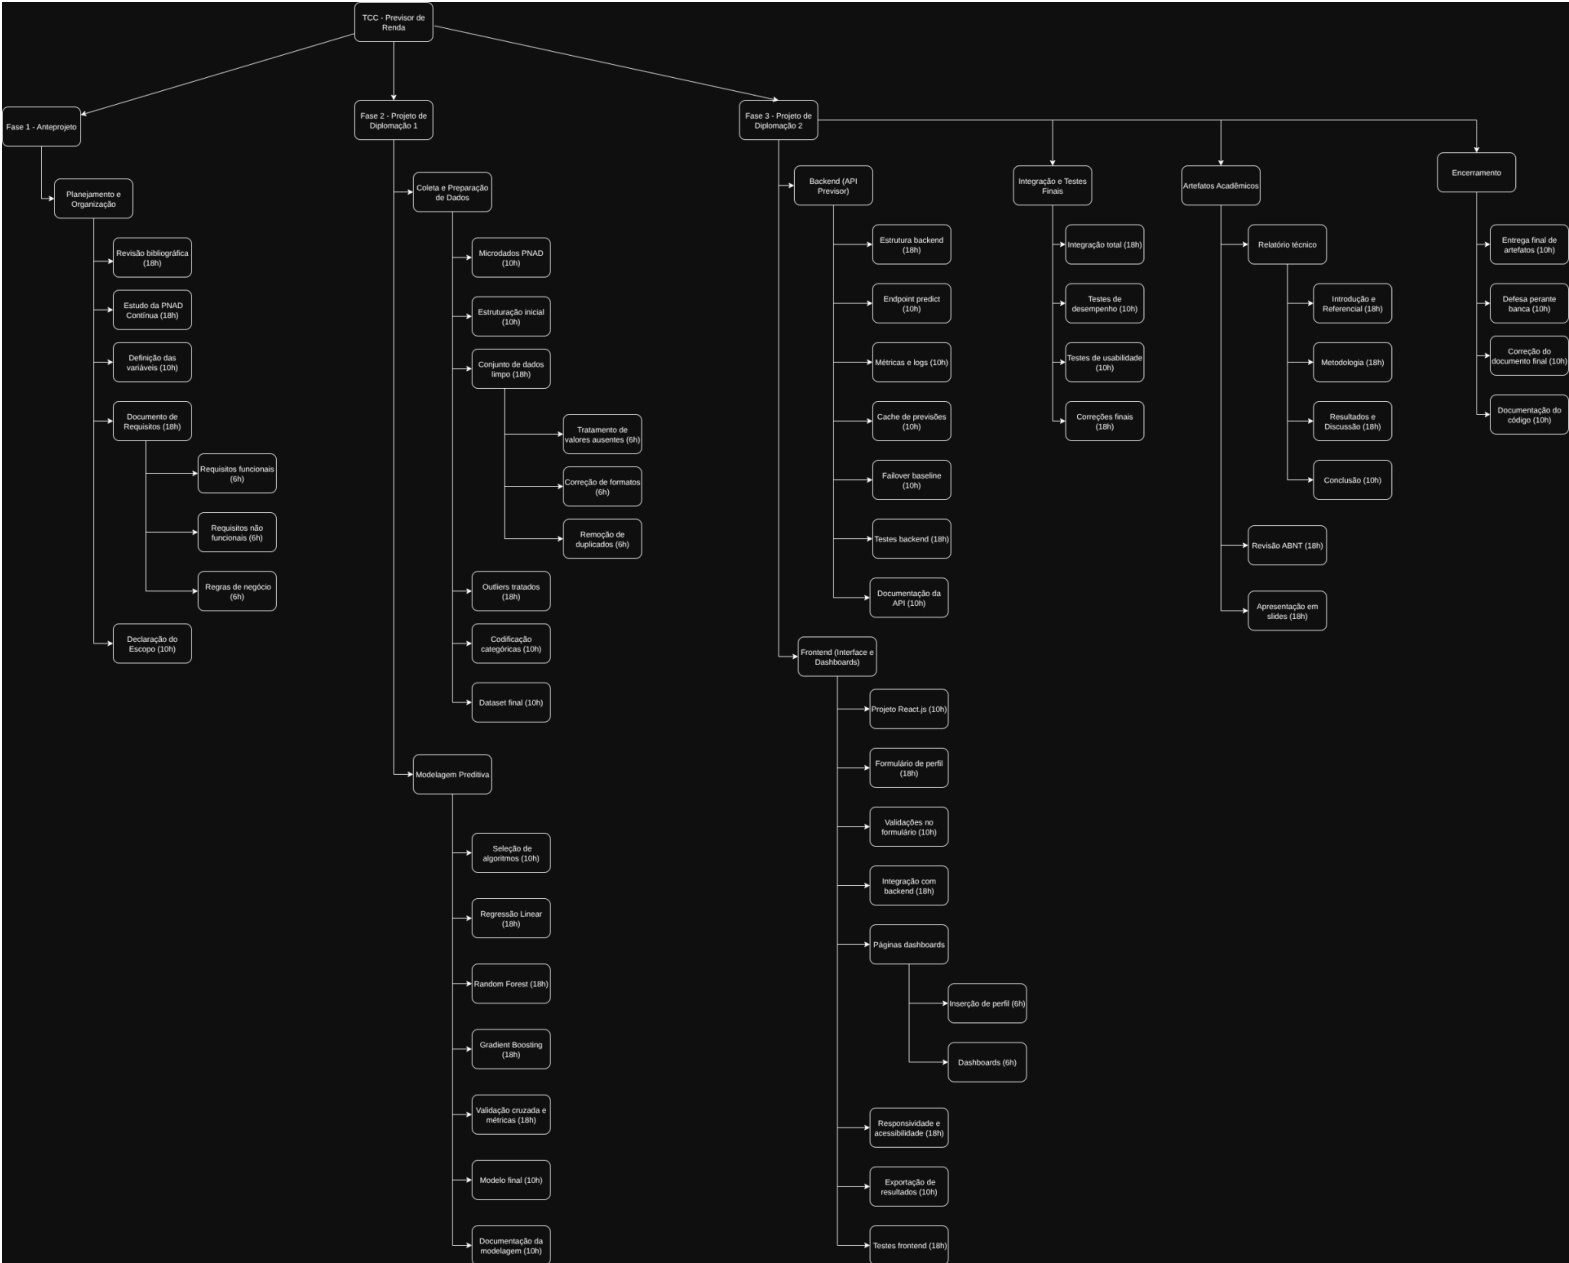 TCC - Previsor de
Renda
Fase 1 - Anteprojeto
Planejamento e
Organização
Revisão bibliográfica
(18h)
Estudo da PNAD
Contínua (18h)
Definição das
variáveis (10h)
Documento de
Requisitos (18h)
Requisitos funcionais
(6h)
Requisitos não
funcionais (6h)
Regras de negócio
(6h)
Declaração do
Escopo (10h)
Fase 2 - Projeto de
Diplomação 1
Coleta e Preparação
de Dados
Microdados PNAD
(10h)
Estruturação inicial
(10h)
Conjunto de dados
limpo (18h)
Tratamento de
valores ausentes (6h)
Correção de formatos
(6h)
Remoção de
duplicados (6h)
Outliers tratados
(18h)
Codificação
categóricas (10h)
Dataset final (10h)
Modelagem Preditiva
Seleção de
algoritmos (10h)
Regressão Linear
(18h)
Random Forest (18h)
Gradient Boosting
(18h)
Validação cruzada e
métricas (18h)
Modelo final (10h)
Documentação da
modelagem (10h)
Fase 3 - Projeto de
Diplomação 2
Backend (API
Previsor)
Estrutura backend
(18h)
Endpoint predict
(10h)
Métricas e logs (10h)
Cache de previsões
(10h)
Failover baseline
(10h)
Testes backend (18h)
Documentação da
API (10h)
Frontend (Interface e
Dashboards)
Projeto React.js (10h)
Formulário de perfil
(18h)
Validações no
formulário (10h)
Integração com
backend (18h)
Páginas dashboards
Inserção de perfil (6h)
Dashboards (6h)
Responsividade e
acessibilidade (18h)
Exportação de
resultados (10h)
Testes frontend (18h)
Integração e Testes
Finais
Integração total (18h)
Testes de
desempenho (10h)
Testes de usabilidade
(10h)
Correções finais
(18h)
Artefatos Acadêmicos
Relatório técnico
Introdução e
Referencial (18h)
Metodologia (18h)
Resultados e
Discussão (18h)
Conclusão (10h)
Revisão ABNT (18h)
Apresentação em
slides (18h)
Encerramento
Entrega final de
artefatos (10h)
Defesa perante
banca (10h)
Correção do
documento final (10h)
Documentação do
código (10h)